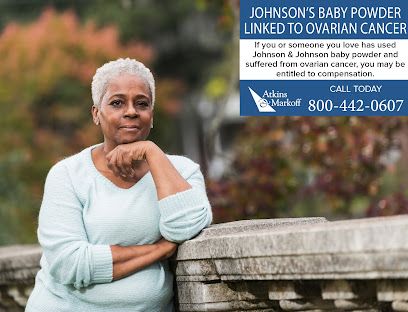 JOHNSON'S BABY POWDER
LINKED TO OVARIAN CANCER
If you or someone you love has used
Johnson & Johnson baby powder and
suffered from ovarian cancer, you may be
entitled to compensation.
Atkins
& Markoff
CALL TODAY
800-442-0607